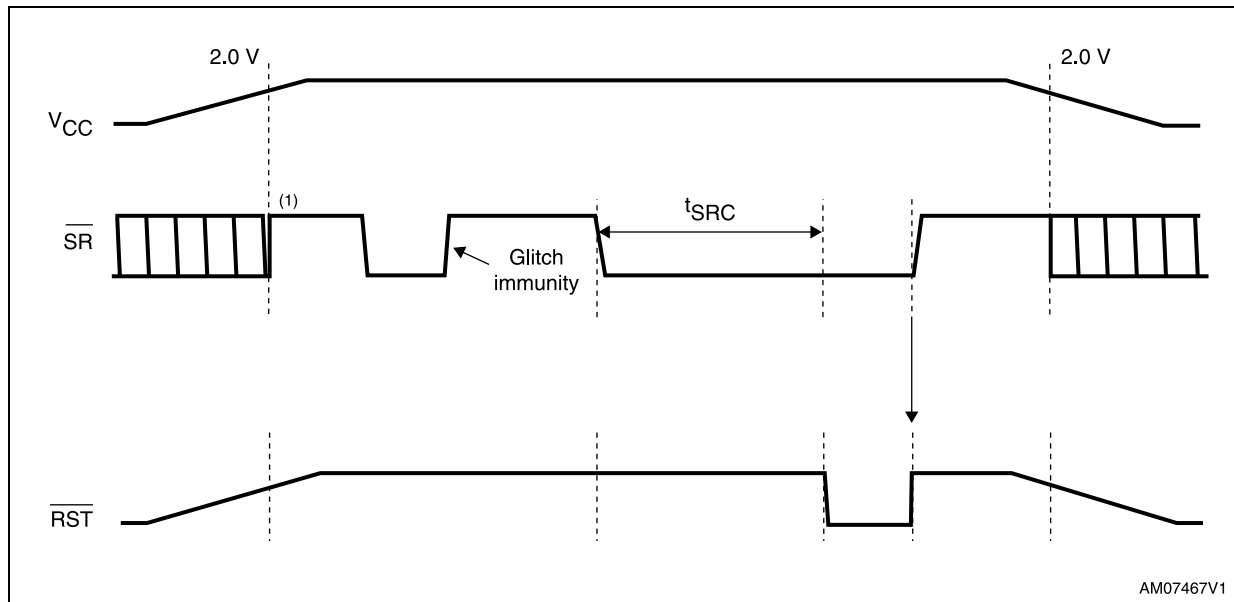 2.0 V
2.0 V
VCC
(1)
SR
tSRC
Glitch
immunity
RST
AM07467V1